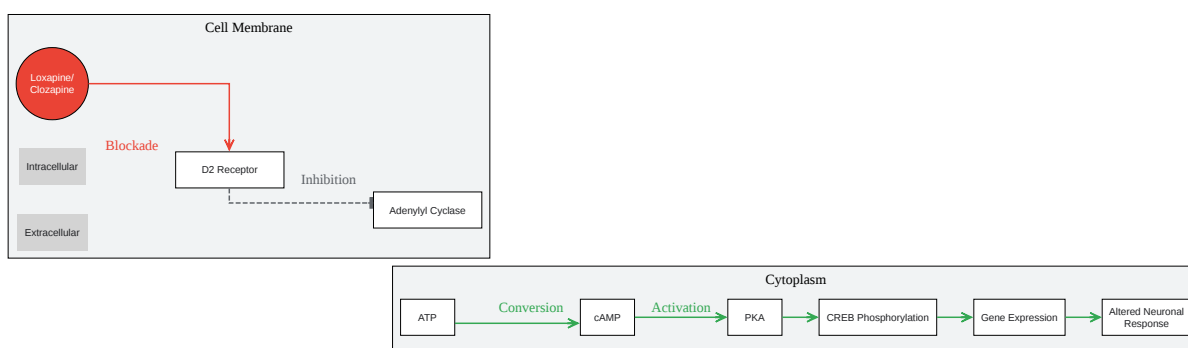 Cell Membrane
Loxapine/
Clozapine
Blockade
Intracellular
D2 Receptor
Inhibition
Adenylyl Cyclase
Extracellular
Cytoplasm
ATP
Conversion
cAMP
Activation
PKA
CREB Phosphorylation
Gene Expression
Altered Neuronal
Response